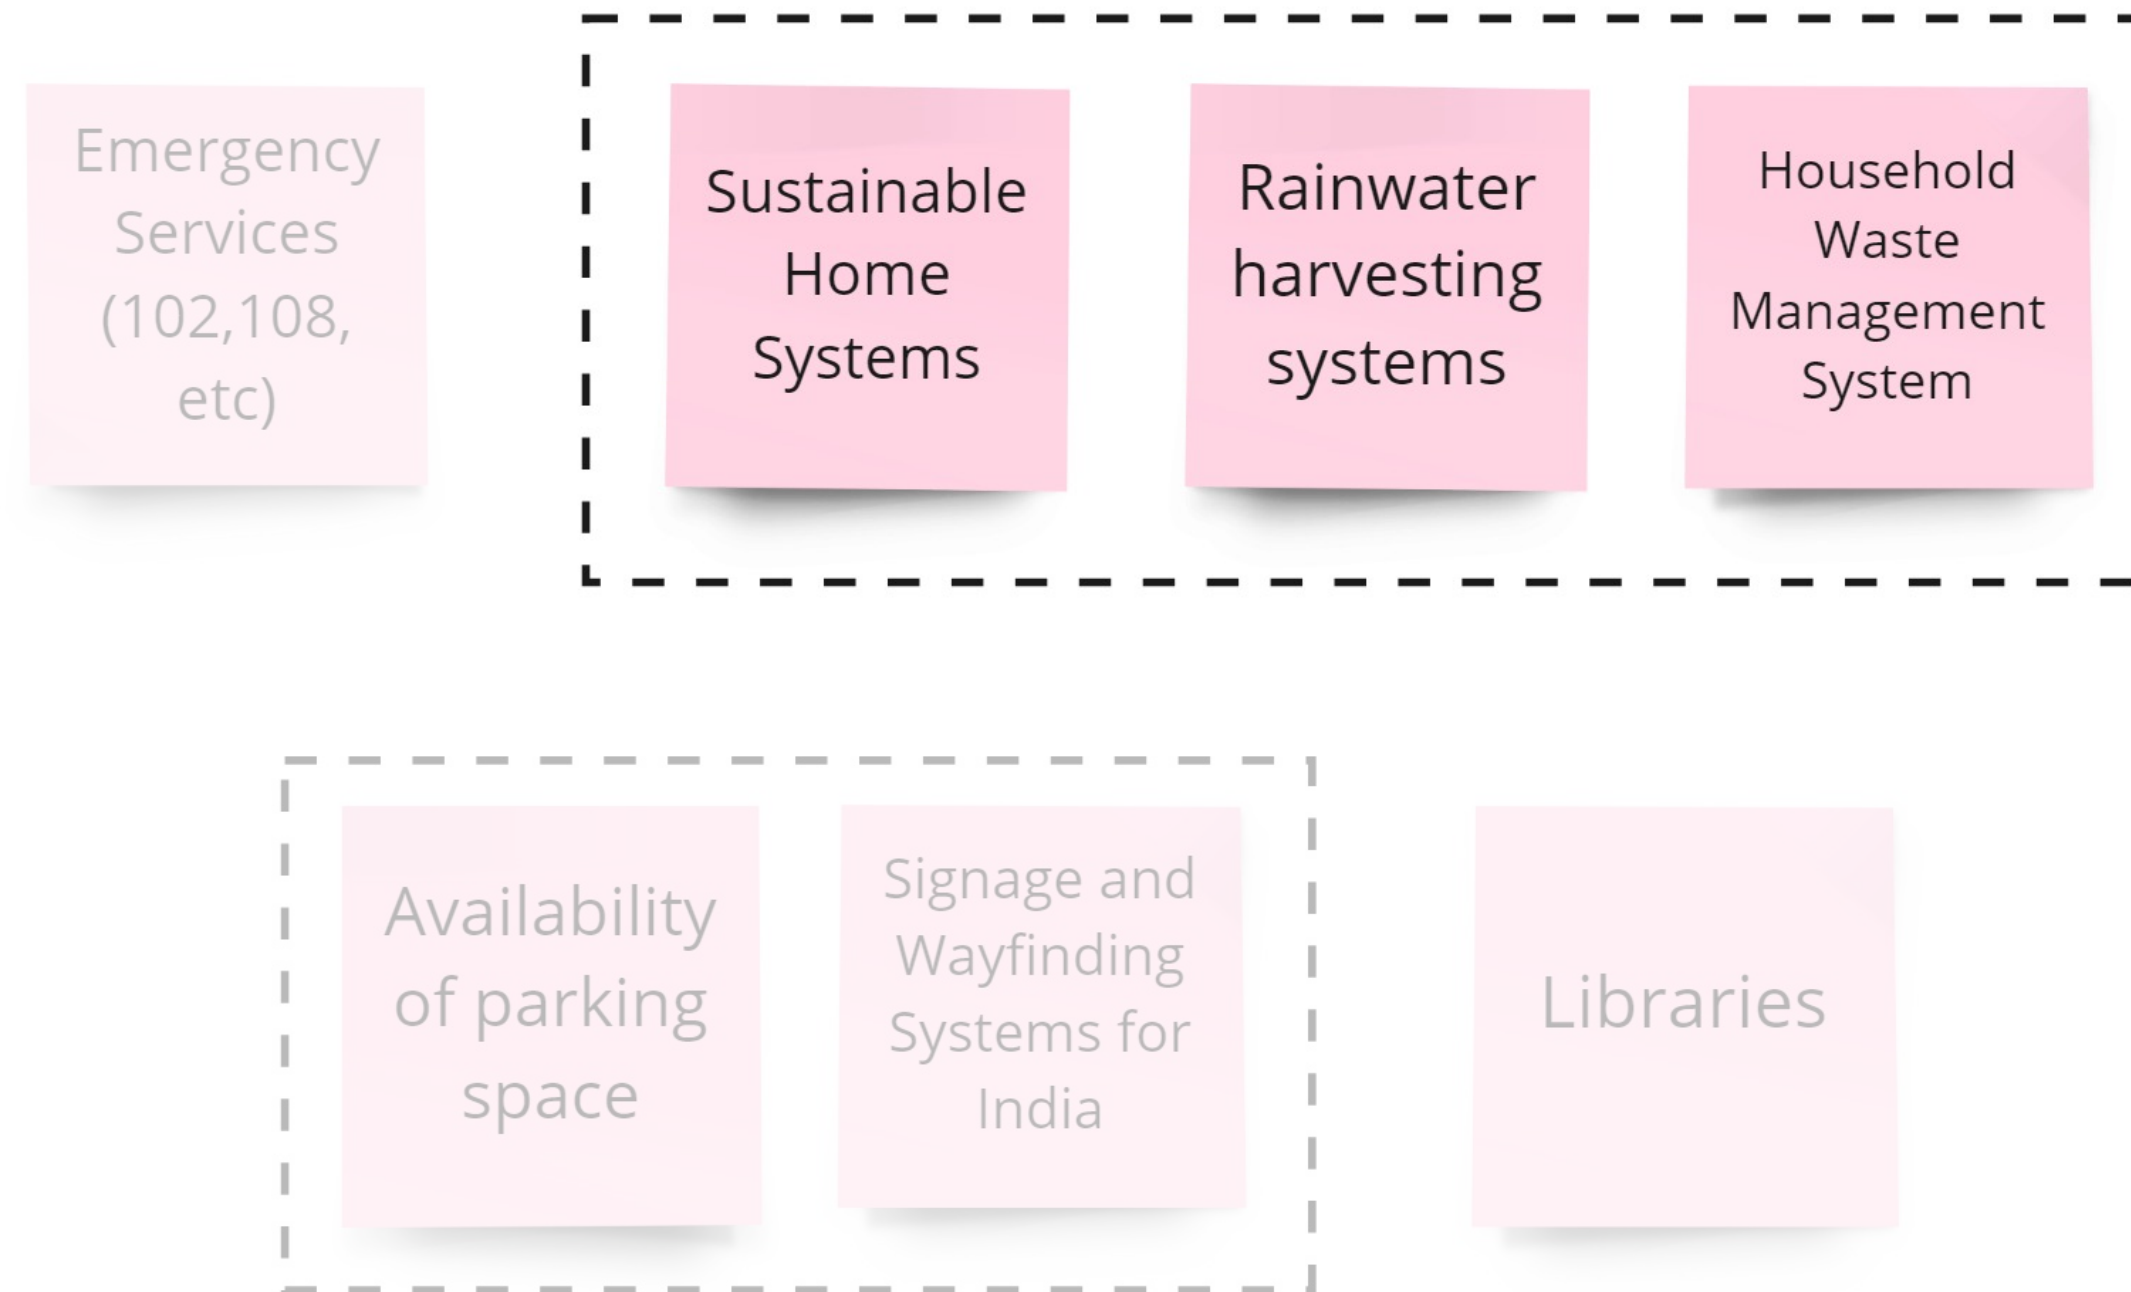 Emergency
Services
(102,108,
etc)
Sustainable
Home
Systems
Rainwater
harvesting
systems
Household
Waste
Management
System
Availability
of parking
space
Signage and
Wayfinding
Systems for
India
Libraries